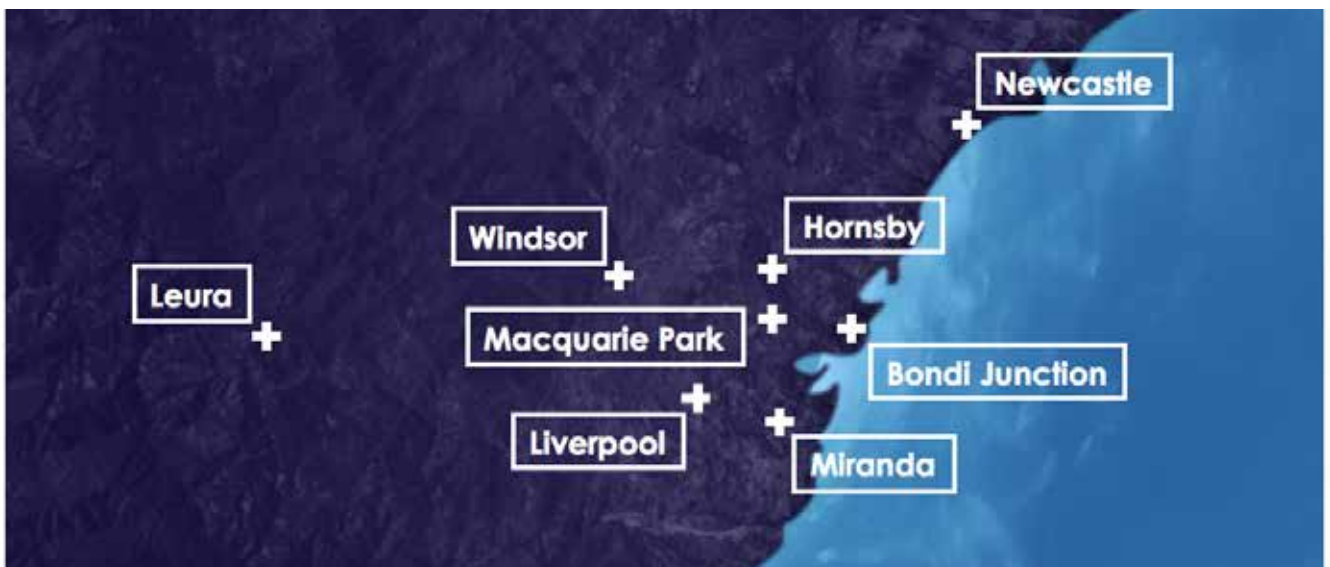 Newcastle
Hornsby
Windsor
Leura
Macquarie Park
Bondi Junction
Liverpool
Miranda